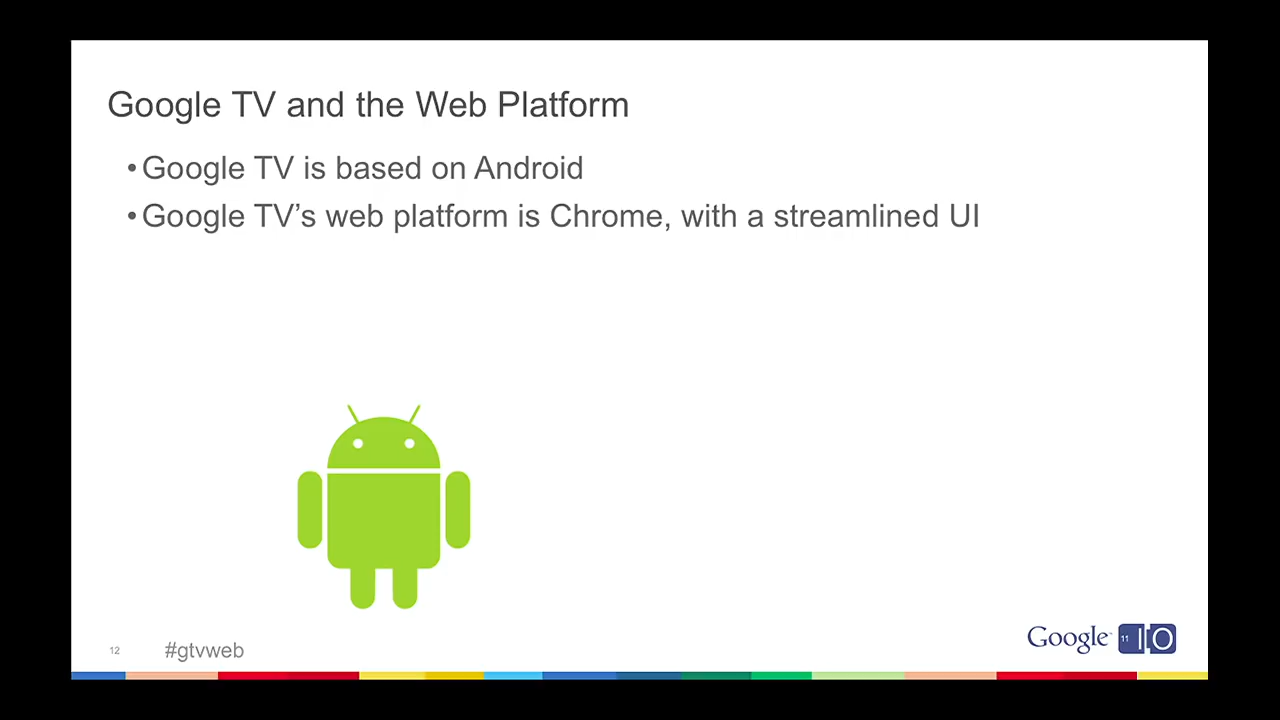 Google TV and the Web Platform
•Google TV is based on Android
•Google TV’s web platform is Chrome, with a streamlined UI
12 #gtvweb
Google 11 IO